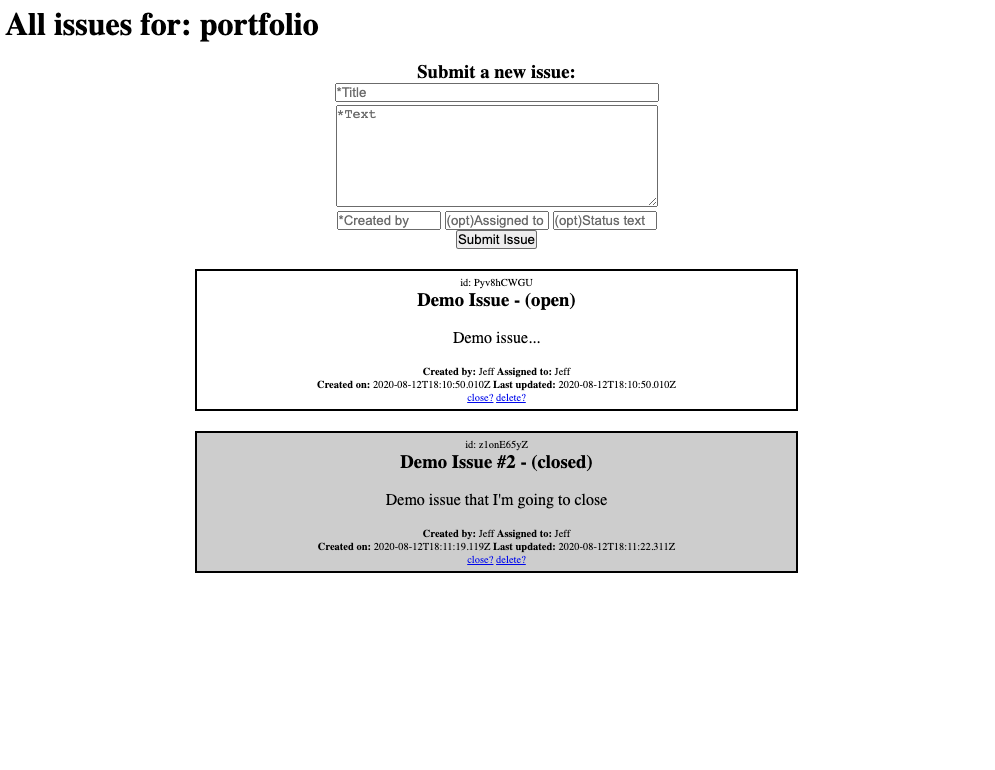 All issues for: portfolio
Submit a new issue:
*Title
*Text
*Created by (opt)Assigned to (opt)Status text
Submit Issue
id: Pyv8hCWGU
Demo Issue - (open)
Demo issue...
Created by: Jeff Assigned to: Jeff
Created on: 2020-08-12T18:10:50.010Z Last updated: 2020-08-12T18:10:50.010Z
close? delete?
id: z1onE65yZ
Demo Issue #2 - (closed)
Demo issue that I'm going to close
Created by: Jeff Assigned to: Jeff
Created on: 2020-08-12T18:11:19.119Z Last updated: 2020-08-12T18:11:22.311Z
close? delete?